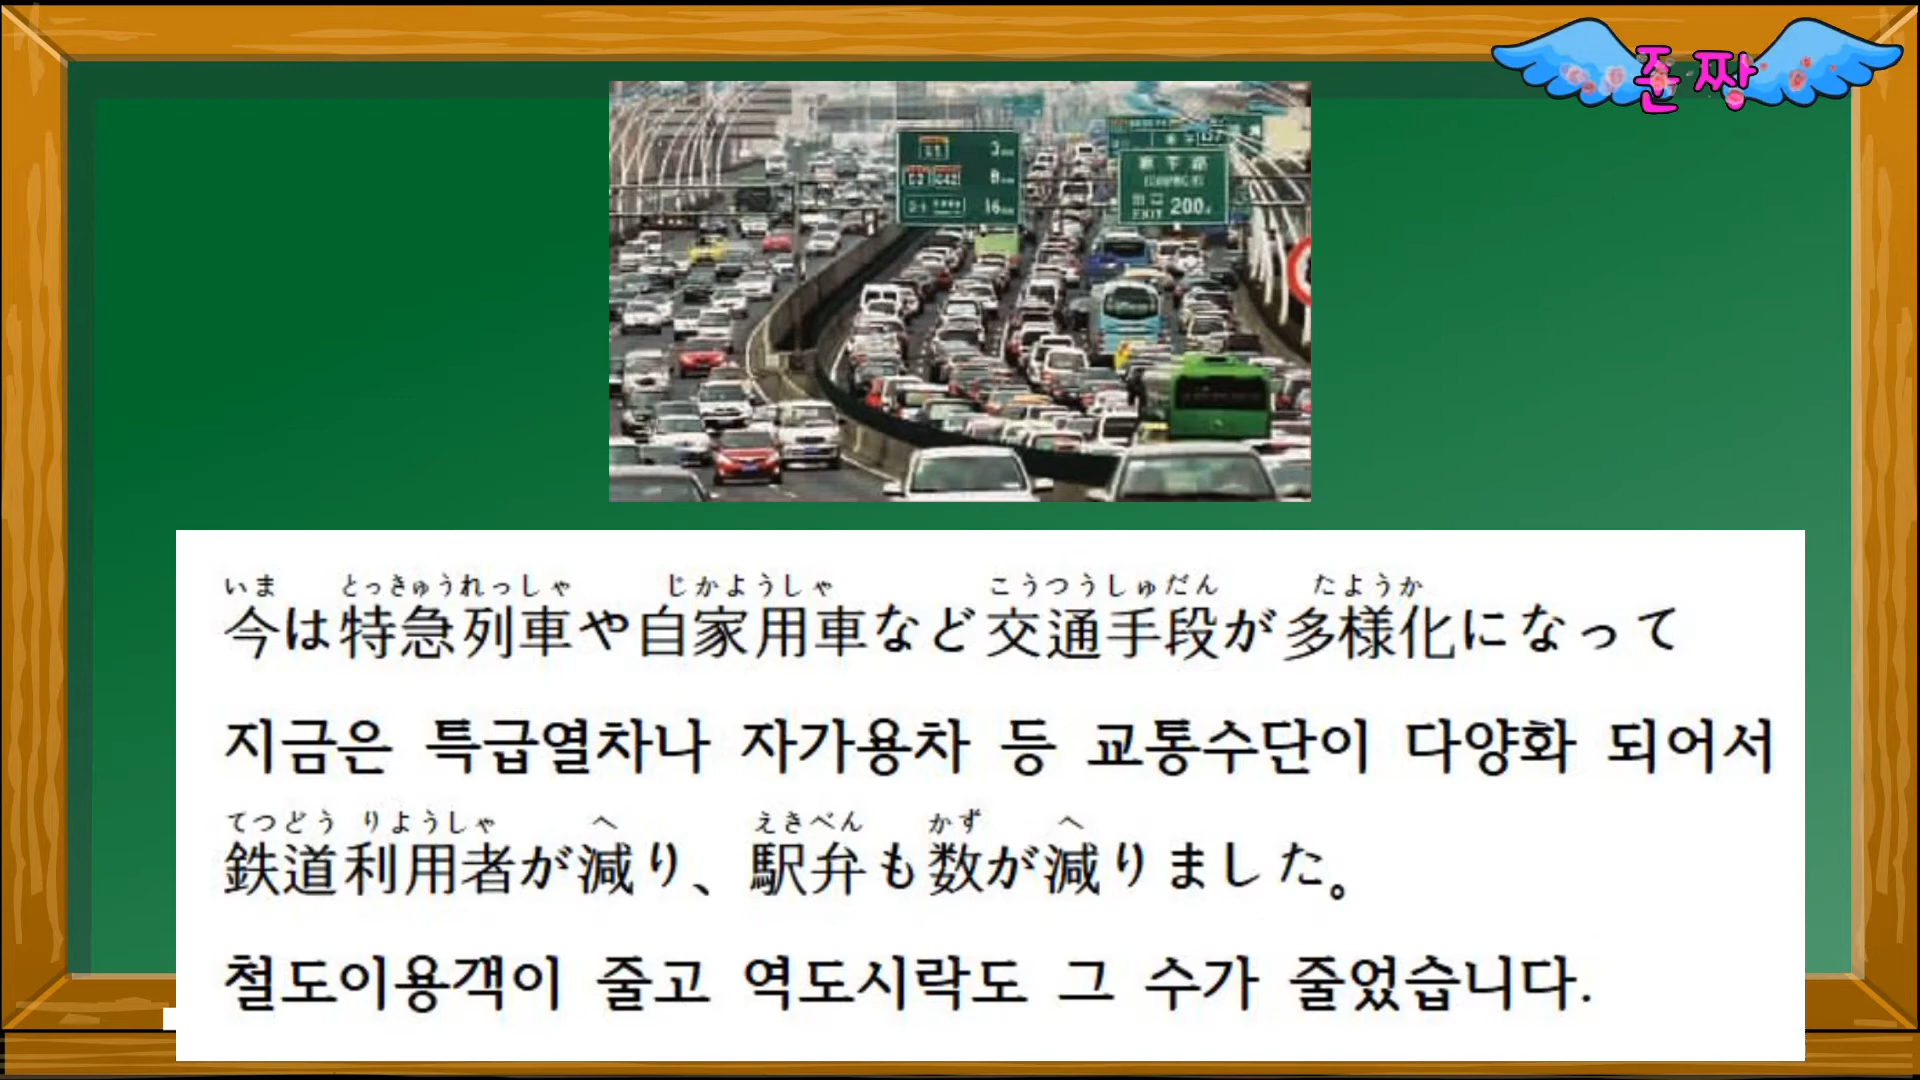 존짱
3
8
16
200
EXIT
いま とっきゅうれっしゃ じかようしゃ こうつうしゅだん たようか
今は特急列車や自家用車など交通手段が多様化になって
지금은 특급열차나 자가용차 등 교통수단이 다양화 되어서
てつどう りようしゃ へ えきべん かず へ
鉄道利用者が減り、駅弁も数が減りました。
철도이용객이 줄고 역도시락도 그 수가 줄었습니다.